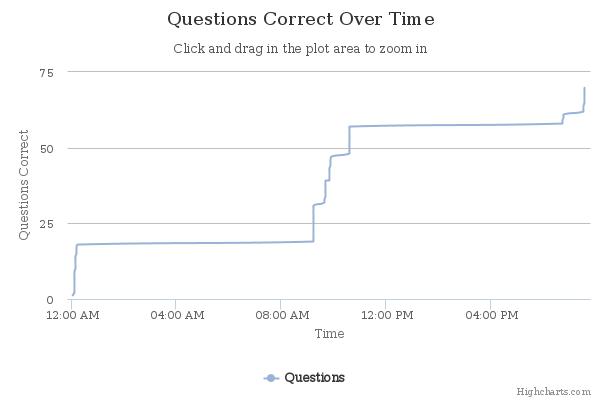 Questions Correct Over Time
Click and drag in the plot area to zoom in
Questions Correct
75
50
25
0
12:00 AM 04:00 AM 08:00 AM 12:00 PM 04:00 PM
Time
Questions
Highcharts.com